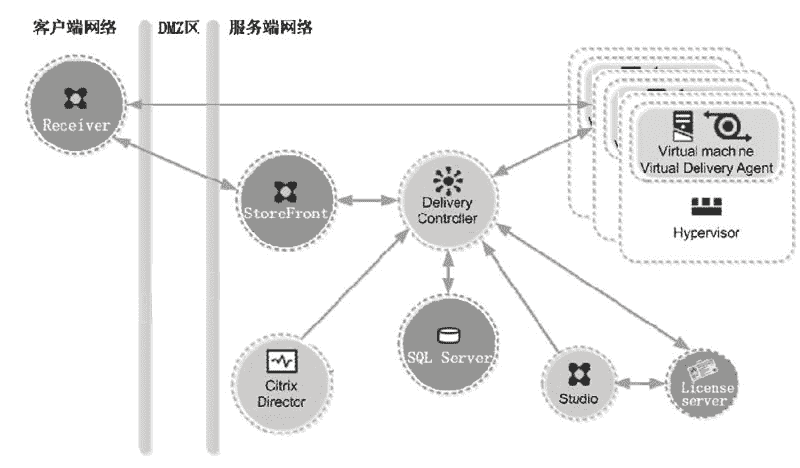 客户端网络
DMZ区
服务端网络
Receiver
StoreFront
Delivery
Controller
Virtual machine
Virtual Delivery Agent
Hypervisor
Citrix
Director
SQL Server
Studio
License
server